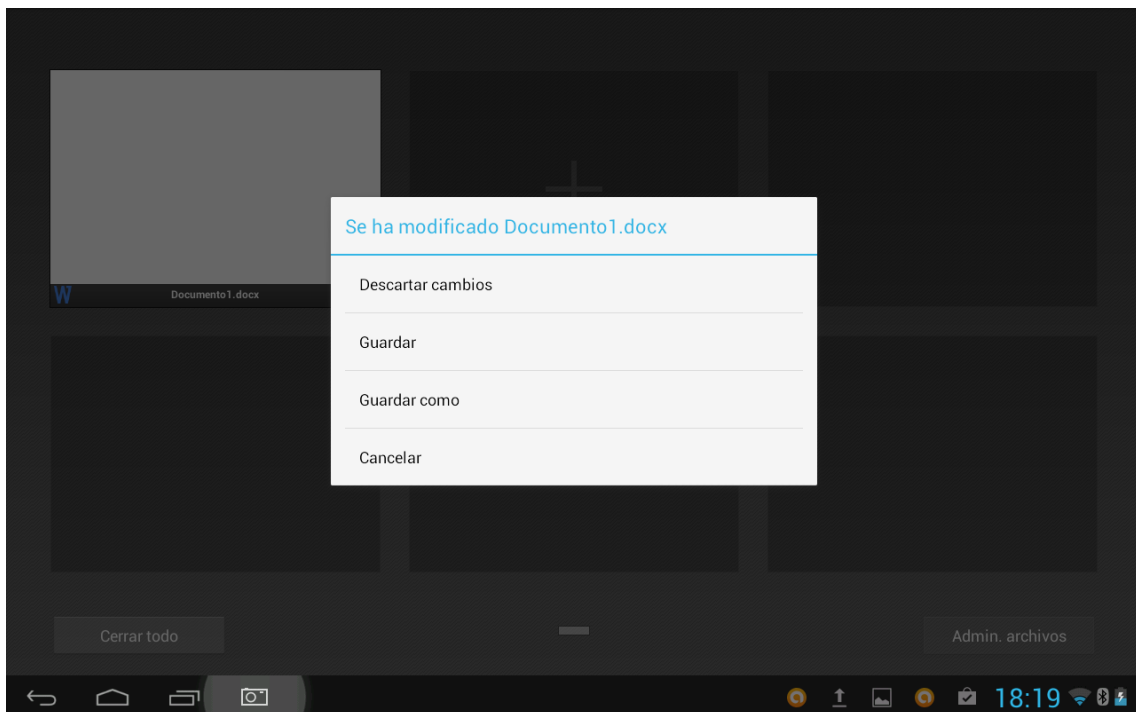 Se ha modificado Documento1.docx
Descartar cambios
Guardar
Guardar como
Cancelar
W Documento1.docx
Cerrar todo
Admin. archivos
18:19